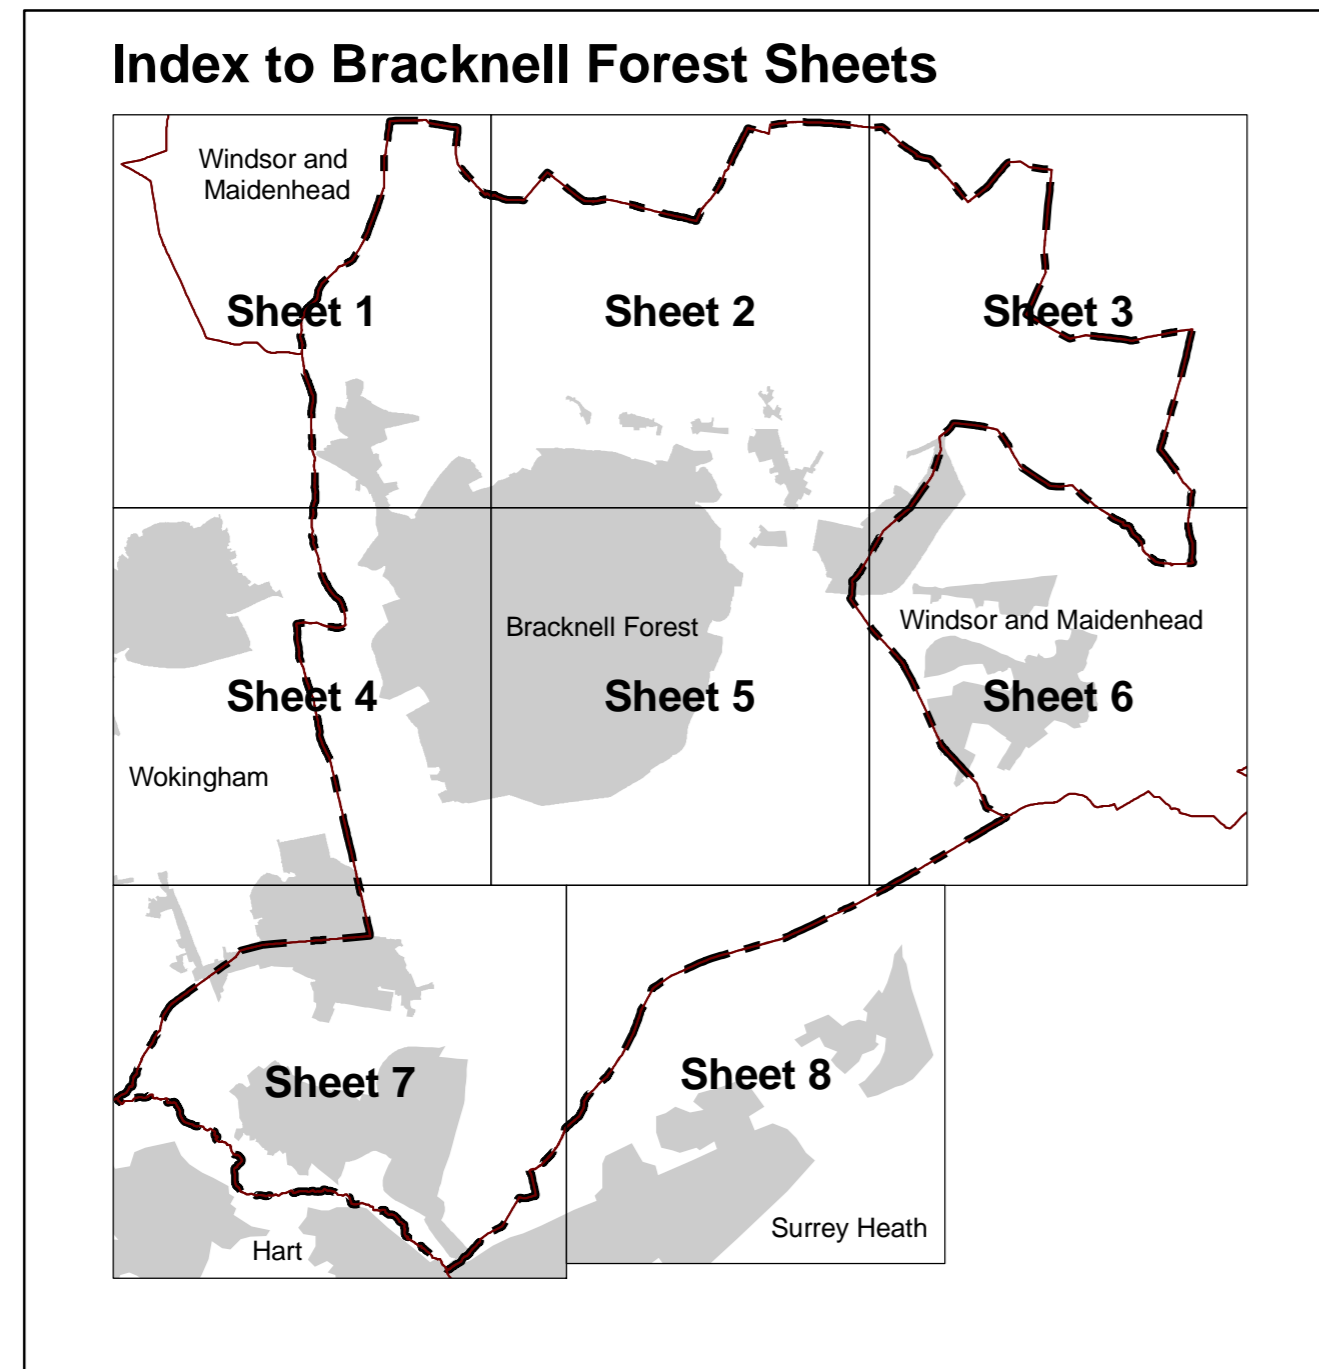 Index to Bracknell Forest Sheets
Windsor and
Maidenhead
Sheet 1
Sheet 2
Sheet 3
Bracknell Forest
Windsor and Maidenhead
Sheet 4
Sheet 5
Sheet 6
Wokingham
Sheet 7
Sheet 8
Surrey Heath
Hart